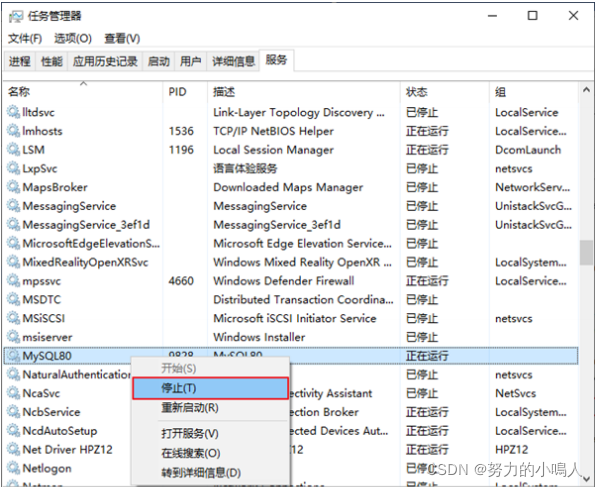 任务管理器
文件(F) 选项(O) 查看(V)
进程 性能 应用历史记录 启动 用户 详细信息 服务
名称 PID 描述 状态 组
lltdsvc Link-Layer Topology Discovery ... 已停止 LocalService
lmhosts 1536 TCP/IP NetBIOS Helper 正在运行 LocalService...
LSM 1196 Local Session Manager 正在运行 DcomLaunch
LxpSvc 语言体验服务 已停止 netsvcs
MapsBroker Downloaded Maps Manager 已停止 NetworkServ...
MessagingService MessagingService 已停止 UnistackSvcG...
MessagingService_3ef1d MessagingService_3ef1d 已停止 UnistackSvcG...
MicrosoftEdgeElevationS... Microsoft Edge Elevation Service... 已停止
MixedRealityOpenXRSvc Windows Mixed Reality OpenXR ... 已停止 LocalSystem...
mpssvc 4660 Windows Defender Firewall 正在运行 LocalService...
MSDTC Distributed Transaction Coordina... 已停止
MSiSCSI Microsoft iSCSI Initiator Service 已停止 netsvcs
msiserver Windows Installer 已停止
MySQL80 9828 MySQL80 正在运行
NaturalAuthentication 已停止 netsvcs
开始(S)
NcaSvc ectivity Assistant 已停止 NetSvcs
停止(T)
NcbService ction Broker 正在运行 LocalSystem...
重新启动(R)
NcdAutoSetup ected Devices Aut... 正在运行 LocalService...
打开服务(V)
Net Driver HPZ12 正在运行 HPZ12
在线搜索(O)
Netlogon 已停止
转到详细信息(D)
CSDN @努力的小鳴人